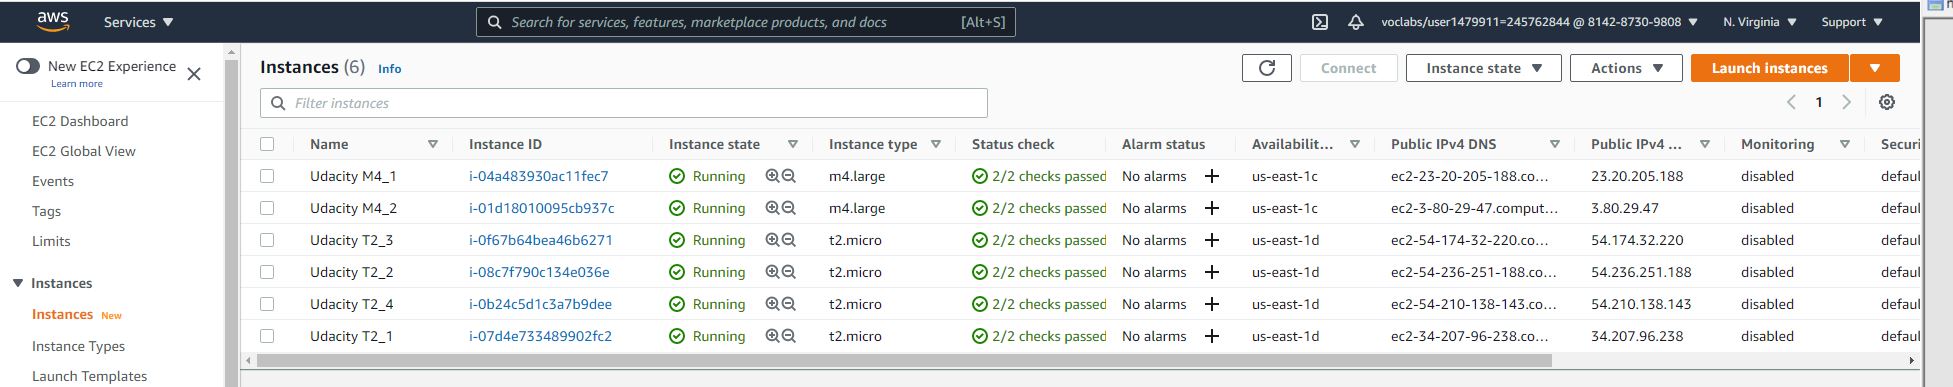 aws
Services
Search for services, features, marketplace products, and docs [Alt+S]
voclabs/user1479911=245762844 @ 8142-8730-9808
N. Virginia
Support
New EC2 Experience
Learn more
EC2 Dashboard
EC2 Global View
Events
Tags
Limits
Instances
Instances New
Instance Types
Launch Templates
Instances (6) Info
Connect
Instance state
Actions
Launch instances
Filter instances
1
Name Instance ID Instance state Instance type Status check Alarm status Availabilit... Public IPv4 DNS Public IPv4 ... Monitoring Securi
Udacity M4_1 i-04a483930ac11fec7 Running m4.large 2/2 checks passed No alarms + us-east-1c ec2-23-20-205-188.co... 23.20.205.188 disabled defaul
Udacity M4_2 i-01d18010095cb937c Running m4.large 2/2 checks passed No alarms + us-east-1c ec2-3-80-29-47.comput... 3.80.29.47 disabled defaul
Udacity T2_3 i-0f67b64bea46b6271 Running t2.micro 2/2 checks passed No alarms + us-east-1d ec2-54-174-32-220.co... 54.174.32.220 disabled defaul
Udacity T2_2 i-08c7f790c134e036e Running t2.micro 2/2 checks passed No alarms + us-east-1d ec2-54-236-251-188.co... 54.236.251.188 disabled defaul
Udacity T2_4 i-0b24c5d1c3a7b9dee Running t2.micro 2/2 checks passed No alarms + us-east-1d ec2-54-210-138-143.co... 54.210.138.143 disabled defaul
Udacity T2_1 i-07d4e733489902fc2 Running t2.micro 2/2 checks passed No alarms + us-east-1d ec2-34-207-96-238.co... 34.207.96.238 disabled defaul